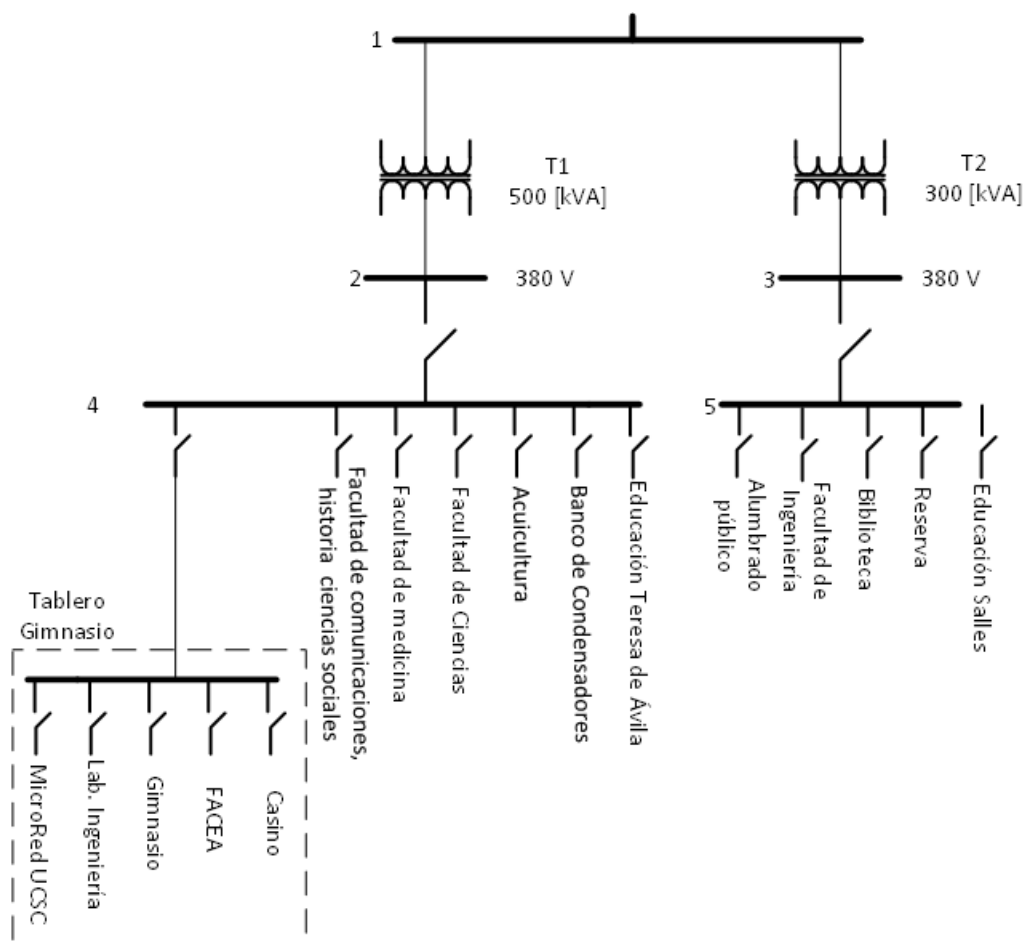 1
T1
500 [kVA]
T2
300 [kVA]
2
380 V
3
380 V
4
5
Facultad de comunicaciones,
historia ciencias sociales
Facultad de medicina
Facultad de Ciencias
Acuicultura
Banco de Condensadores
Educación Teresa de Ávila
Alumbrado
público
Facultad de
Ingeniería
Biblioteca
Reserva
Educación Salles
Tablero
Gimnasio
MicroRed UCSC
Lab. Ingeniería
Gimnasio
FACEA
Casino